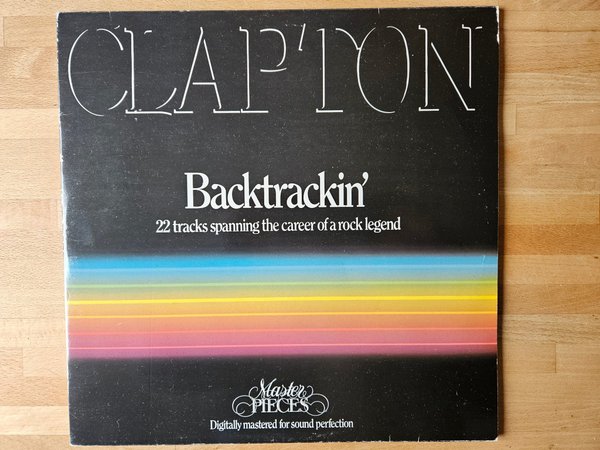 CLAPTON
Backtrackin'
22 tracks spanning the career of a rock legend
Master
PIECES
Digitally mastered for sound perfection